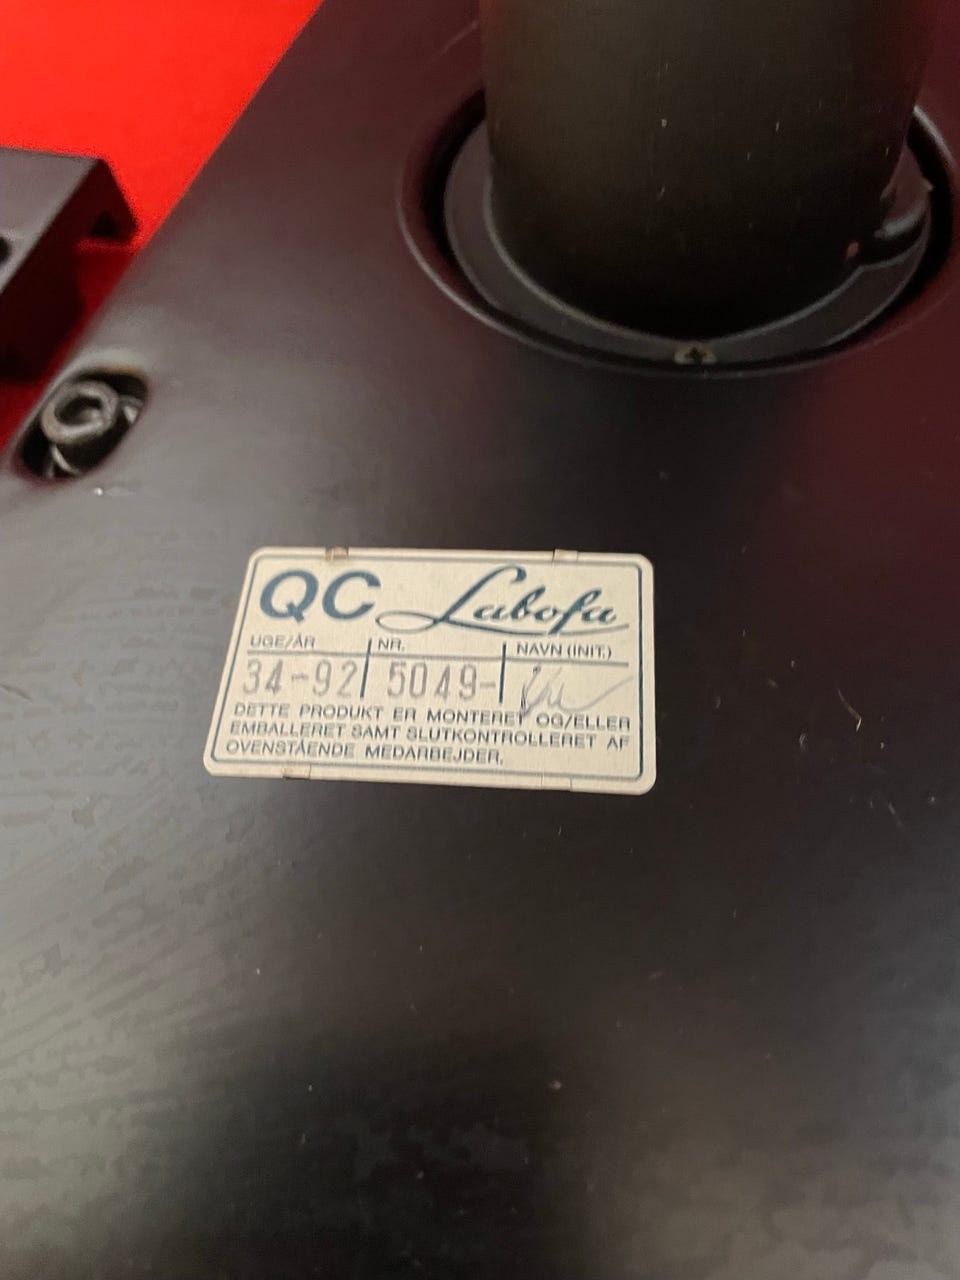 QC Labofa
UGE/ÅR NR. NAVN (INIT.)
34-92 5049-
DETTE PRODUKT ER MONTERET OG/ELLER
EMBALLERET SAMT SLUTKONTROLLERET AF
OVENSTÅENDE MEDARBEJDER.